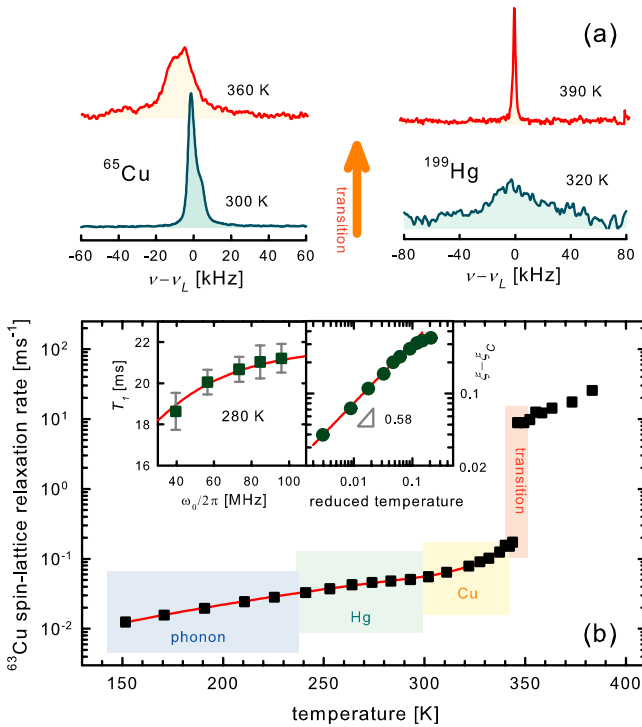 (a)
360 K
390 K
65Cu
199Hg
300 K
320 K
transition
-60 -40 -20 0 20 40 60
-80 -40 0 40 80
ν−νL [kHz]
ν−νL [kHz]
63Cu spin-lattice relaxation rate [ms-1]
10²
10¹
10⁰
10⁻¹
10⁻²
T1 [ms]
22
20
18
16
280 K
40 60 80 100
ω0/2π [MHz]
0.58
ξ−ξC
0.1
0.02
0.01 0.1
reduced temperature
transition
phonon
Hg
Cu
(b)
150 200 250 300 350 400
temperature [K]